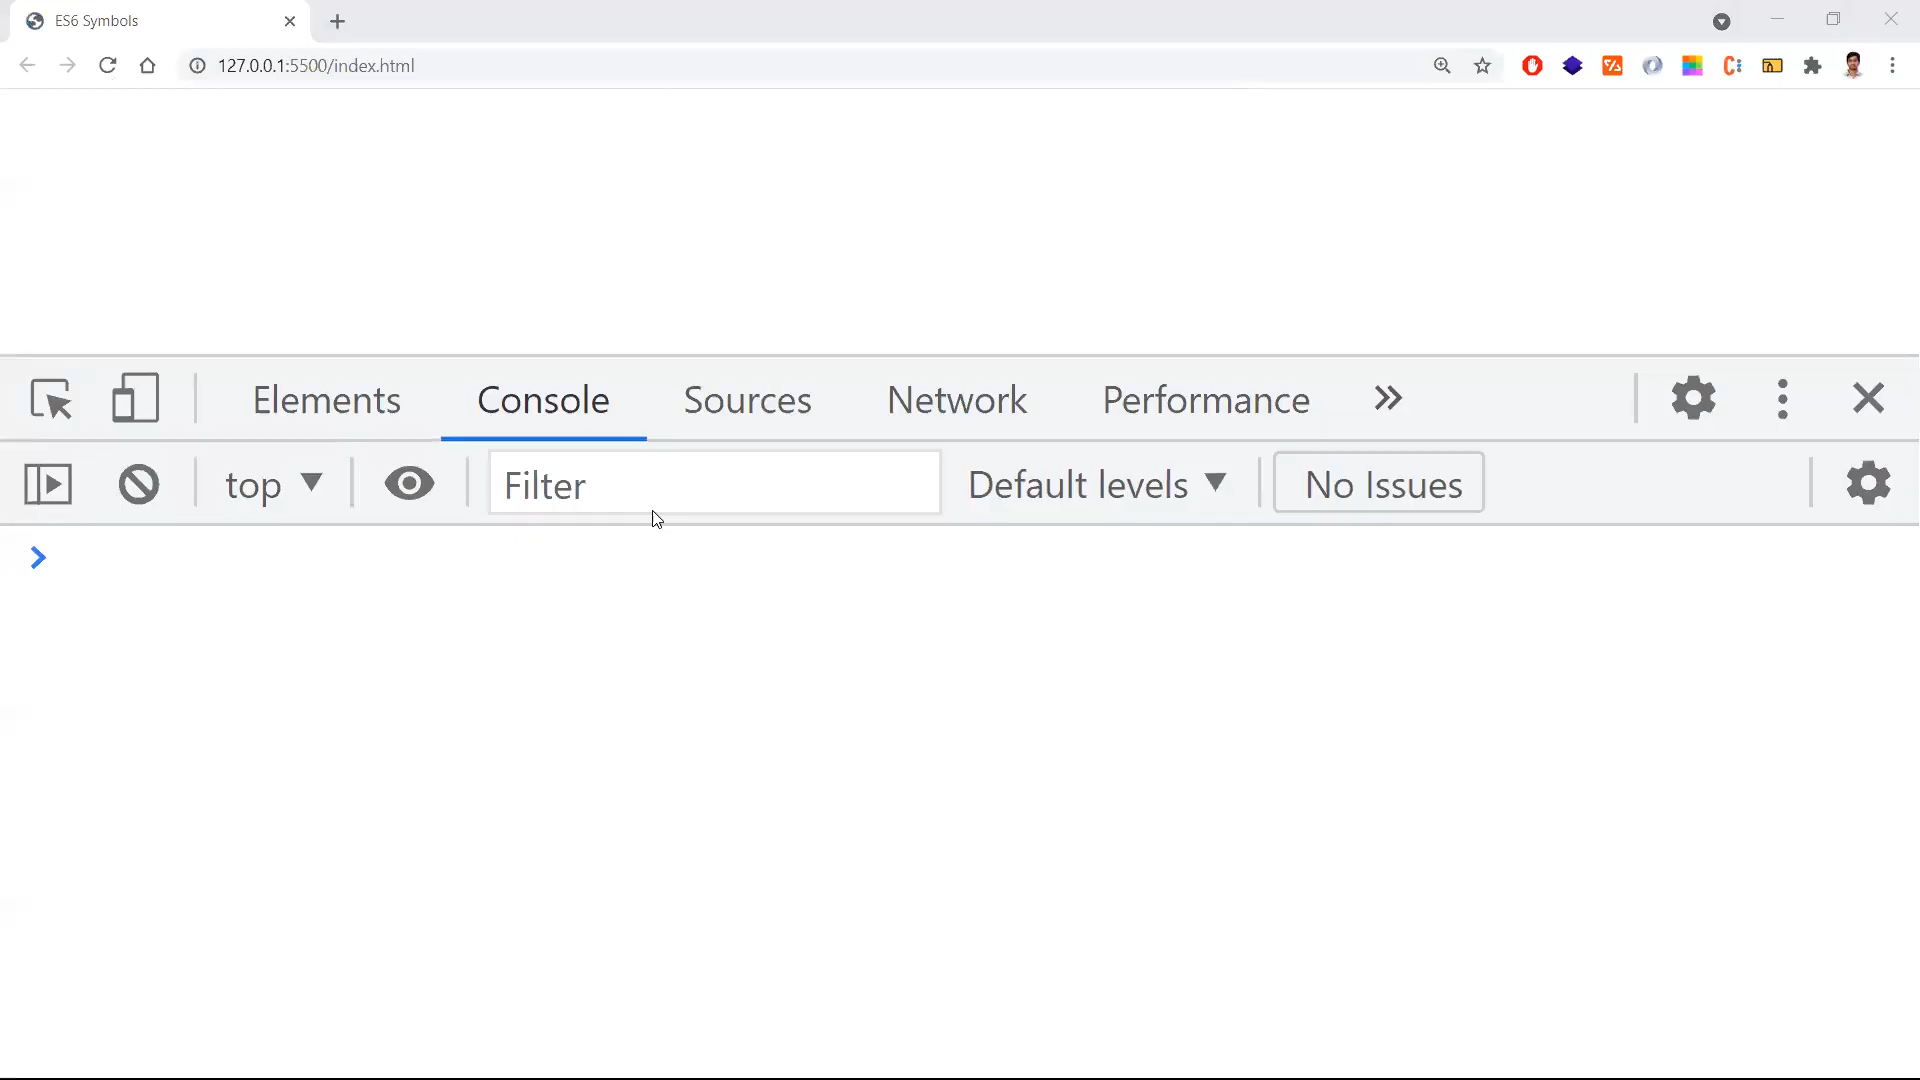 ES6 Symbols
127.0.0.1:5500/index.html
Elements Console Sources Network Performance
top Filter Default levels No Issues